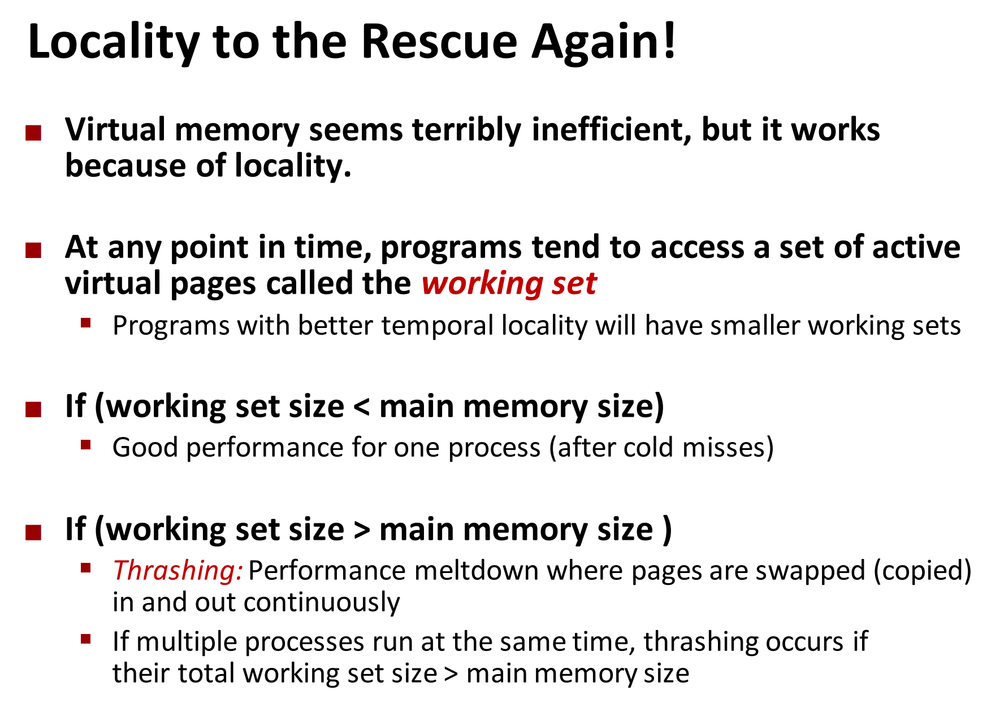 Locality to the Rescue Again!
Virtual memory seems terribly inefficient, but it works
because of locality.
At any point in time, programs tend to access a set of active
virtual pages called the working set
Programs with better temporal locality will have smaller working sets
If (working set size < main memory size)
Good performance for one process (after cold misses)
If (working set size > main memory size )
Thrashing: Performance meltdown where pages are swapped (copied)
in and out continuously
If multiple processes run at the same time, thrashing occurs if
their total working set size > main memory size